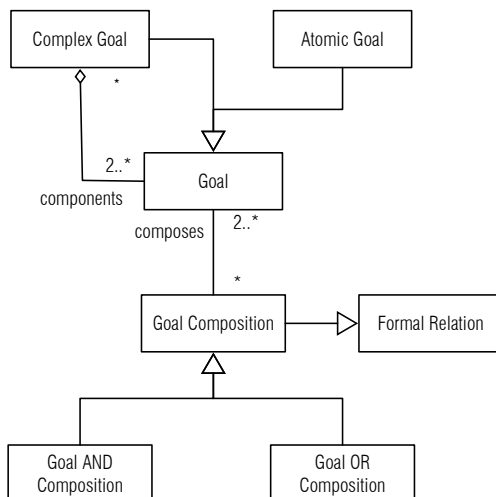 Complex Goal
Atomic Goal
*
2..*
components
Goal
composes
2..*
*
Goal Composition
Formal Relation
Goal AND
Composition
Goal OR
Composition